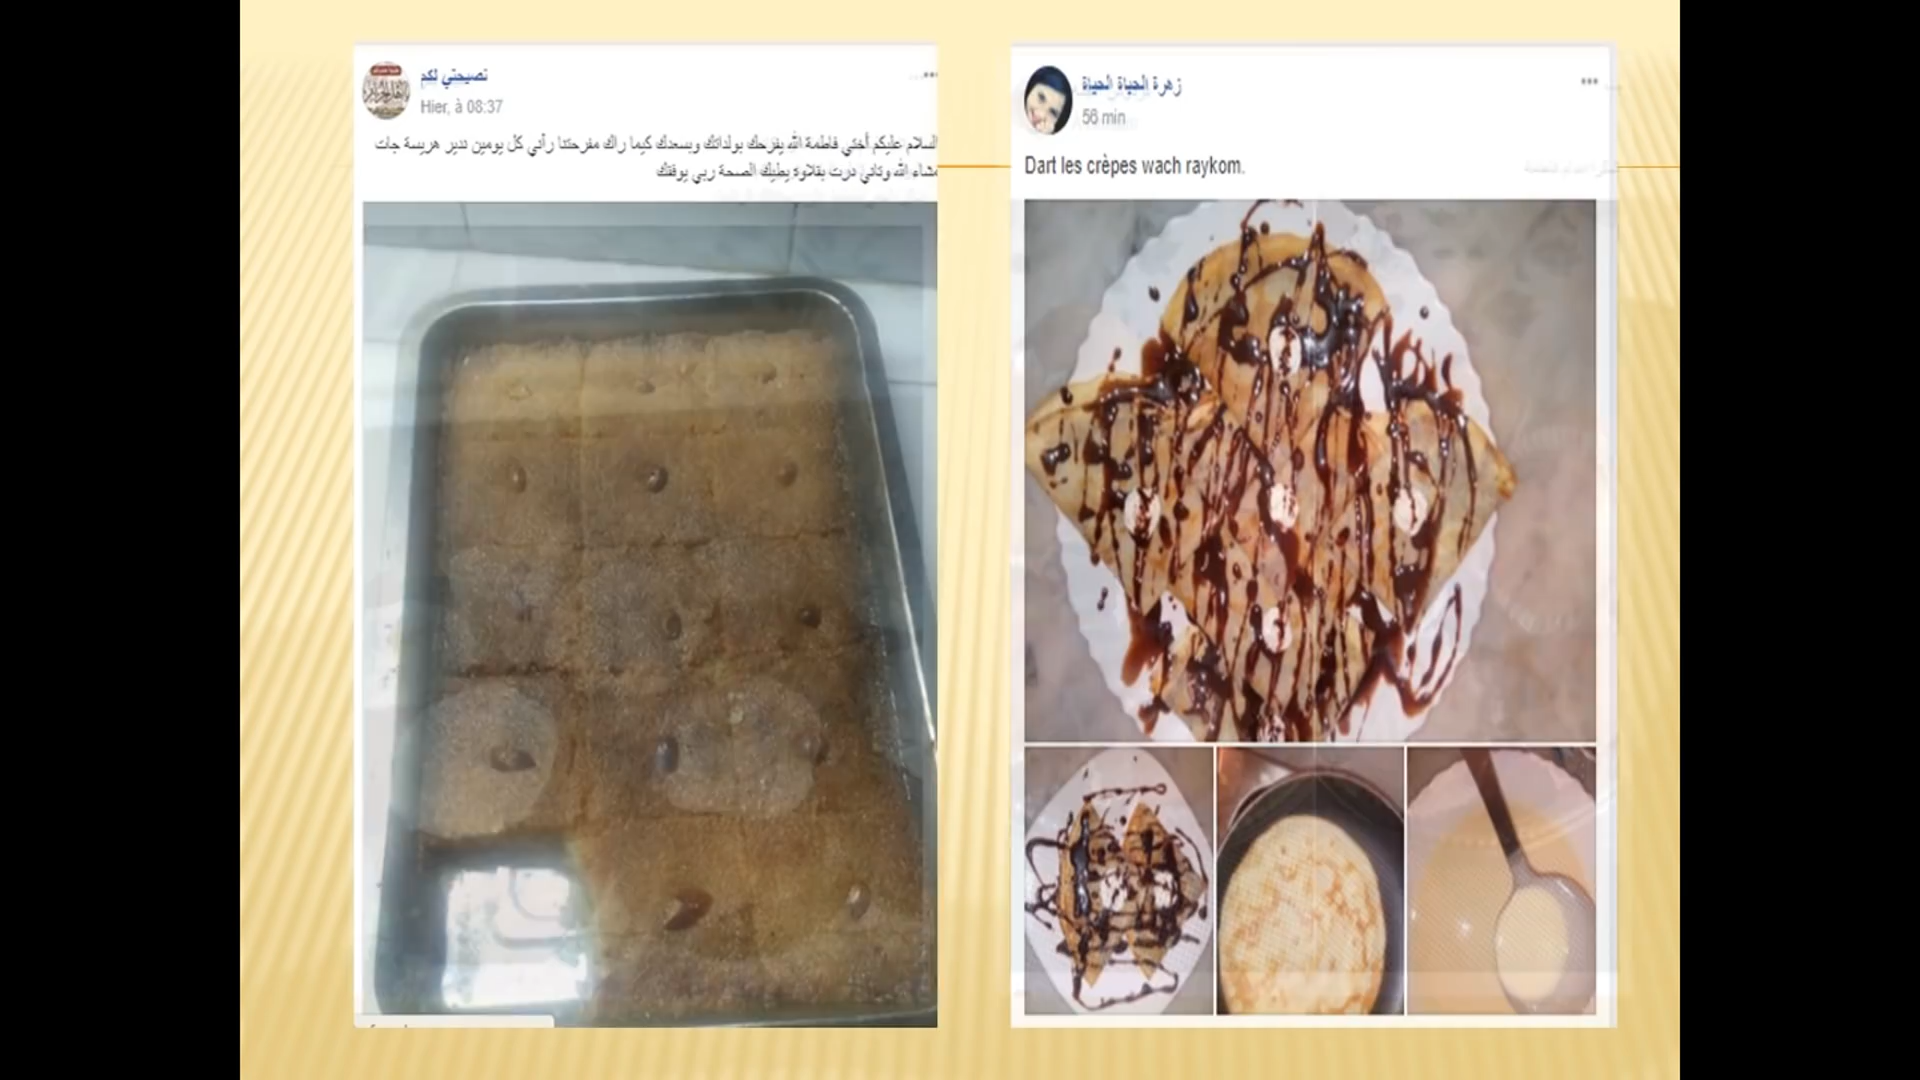 نصيحتي لكم
Hier, à 08:37
السلام عليكم أختي فاطمة الله يفرحك بولداتك ويسعدك كيما راك مفرحتنا راني كل يومين ندير هريسة جات
مشاء الله وتاني درت بقلاوة يطيك الصحة ربي يوفقك
زهرة الحياة الحياة
56 min
Dart les crèpes wach raykom.